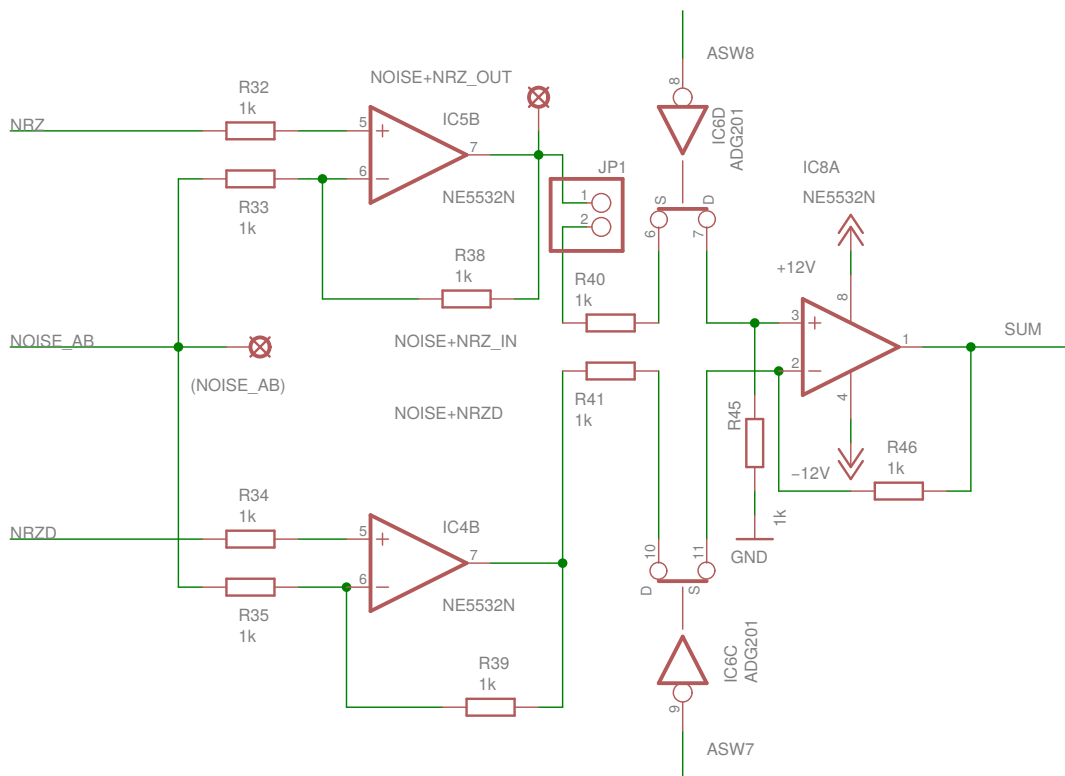 ASW8
NOISE+NRZ_OUT
R32
1k
NRZ
5
+
IC5B
7
6
−
NE5532N
R33
1k
JP1
1
2
8
IC6D
ADG201
S
D
6
7
IC8A
NE5532N
R38
1k
R40
1k
+12V
8
NOISE_AB
(NOISE_AB)
NOISE+NRZ_IN
3
+
1
2
−
4
SUM
R41
1k
NOISE+NRZD
R45
1k
−12V
R46
1k
GND
R34
1k
NRZD
5
+
IC4B
7
6
−
NE5532N
R35
1k
10
11
D
S
IC6C
ADG201
9
R39
1k
ASW7